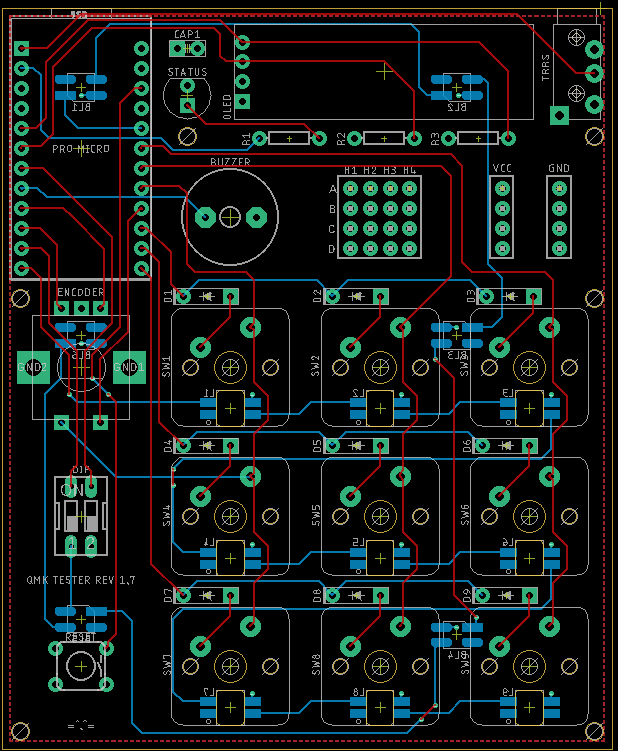 USB
CAP1
STATUS
OLED
TRRS
BL1
BL2
R1
R2
R3
PRO-MICRO
BUZZER
H1 H2 H3 H4
VCC
GND
A
B
C
D
ENCODER
D1
D2
D3
SW1
SW2
BL3
GND2
GND1
L1
L2
L3
D4
D5
D6
DIP
ON
SW4
SW5
SW6
1 2
L4
L5
L6
QMK TESTER REV 1.7
D7
D8
D9
RESET
BL4
SW7
SW8
L7
L8
L9
=^.^=